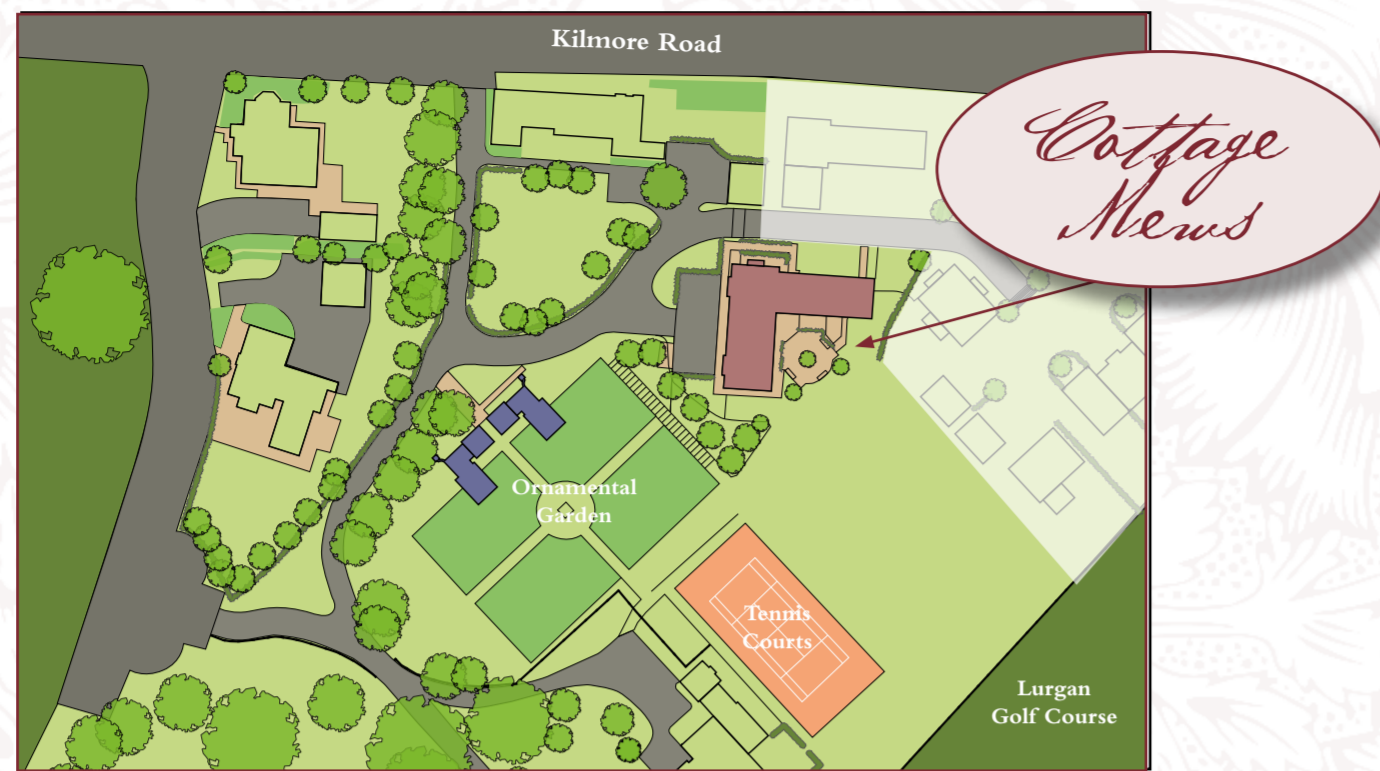 Kilmore Road
Cottage
Mews
Ornamental
Garden
Tennis
Courts
Lurgan
Golf Course